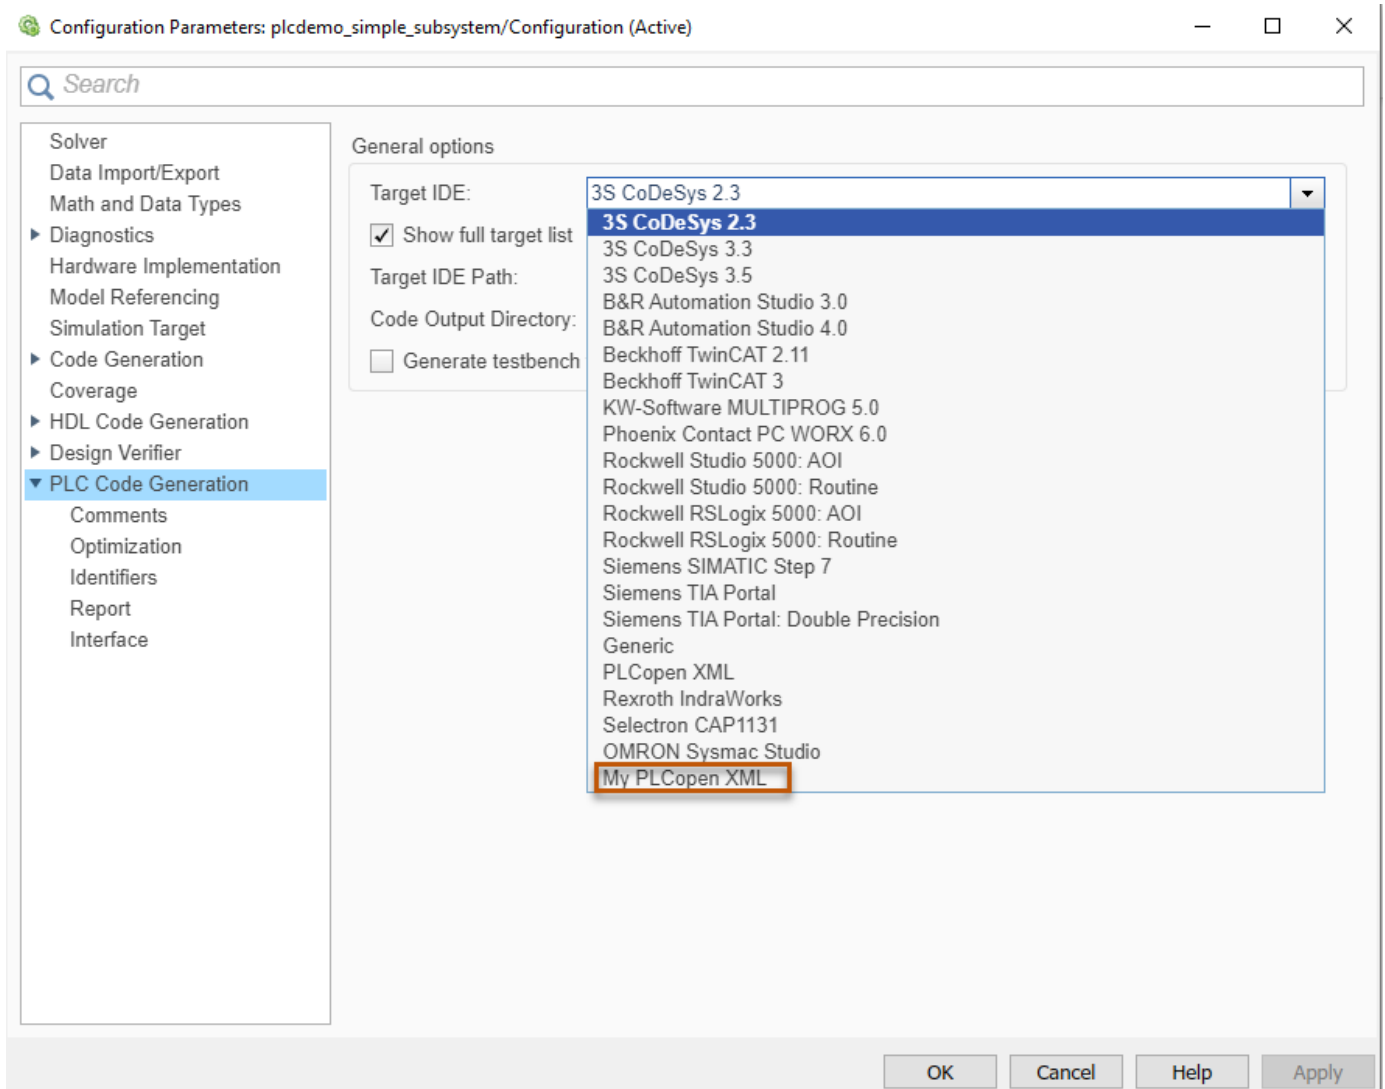 Configuration Parameters: plcdemo_simple_subsystem/Configuration (Active)
Search
Solver
Data Import/Export
Math and Data Types
Diagnostics
Hardware Implementation
Model Referencing
Simulation Target
Code Generation
Coverage
HDL Code Generation
Design Verifier
PLC Code Generation
Comments
Optimization
Identifiers
Report
Interface
General options
Target IDE:
3S CoDeSys 2.3
Show full target list
Target IDE Path:
Code Output Directory:
Generate testbench
3S CoDeSys 2.3
3S CoDeSys 3.3
3S CoDeSys 3.5
B&R Automation Studio 3.0
B&R Automation Studio 4.0
Beckhoff TwinCAT 2.11
Beckhoff TwinCAT 3
KW-Software MULTIPROG 5.0
Phoenix Contact PC WORX 6.0
Rockwell Studio 5000: AOI
Rockwell Studio 5000: Routine
Rockwell RSLogix 5000: AOI
Rockwell RSLogix 5000: Routine
Siemens SIMATIC Step 7
Siemens TIA Portal
Siemens TIA Portal: Double Precision
Generic
PLCopen XML
Rexroth IndraWorks
Selectron CAP1131
OMRON Sysmac Studio
My PLCopen XML
OK
Cancel
Help
Apply